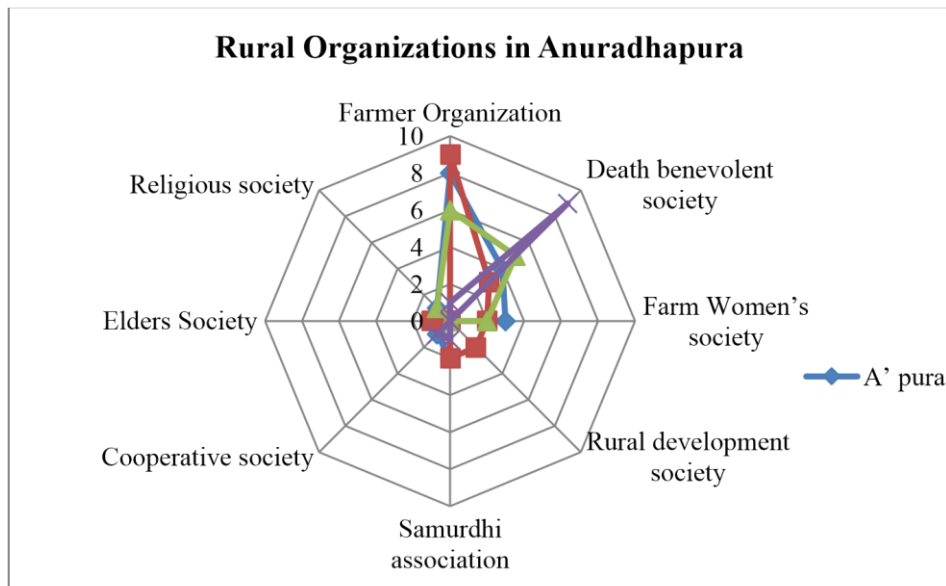 Rural Organizations in Anuradhapura
Farmer Organization
10
8
6
4
2
0
Death benevolent
society
Farm Women’s
society
Rural development
society
Samurdhi
association
Cooperative society
Elders Society
Religious society
A’ pura